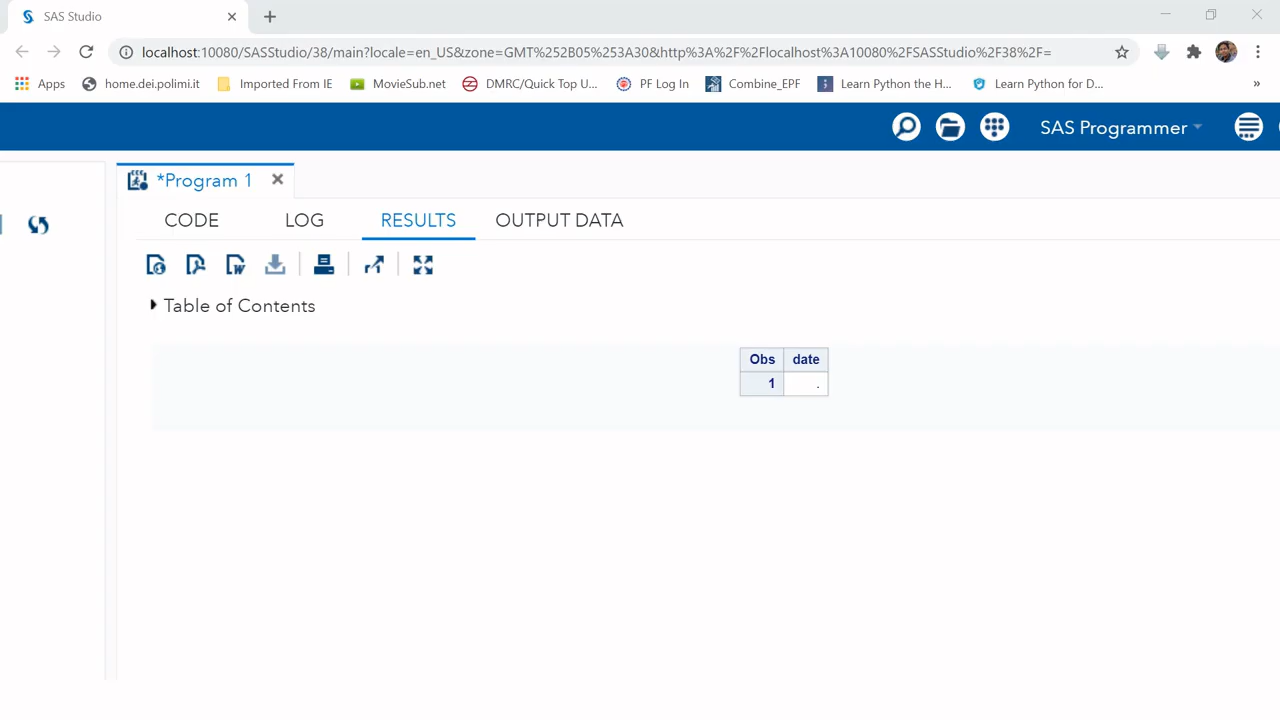 SAS Studio
localhost:10080/SASStudio/38/main?locale=en_US&zone=GMT%252B05%253A30&http%3A%2F%2Flocalhost%3A10080%2FSASStudio%2F38%2F=
Apps home.dei.polimi.it Imported From IE MovieSub.net DMRC/Quick Top U... PF Log In Combine_EPF Learn Python the H... Learn Python for D... »
SAS Programmer
*Program 1
CODE LOG RESULTS OUTPUT DATA
Table of Contents
Obs date
1 .